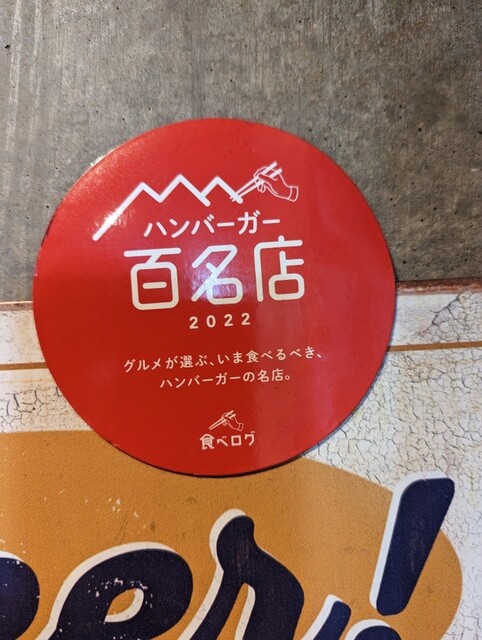 ハンバーガー
百名店
2022
グルメが選ぶ、いま食べるべき、
ハンバーガーの名店。
食べログ
eer!